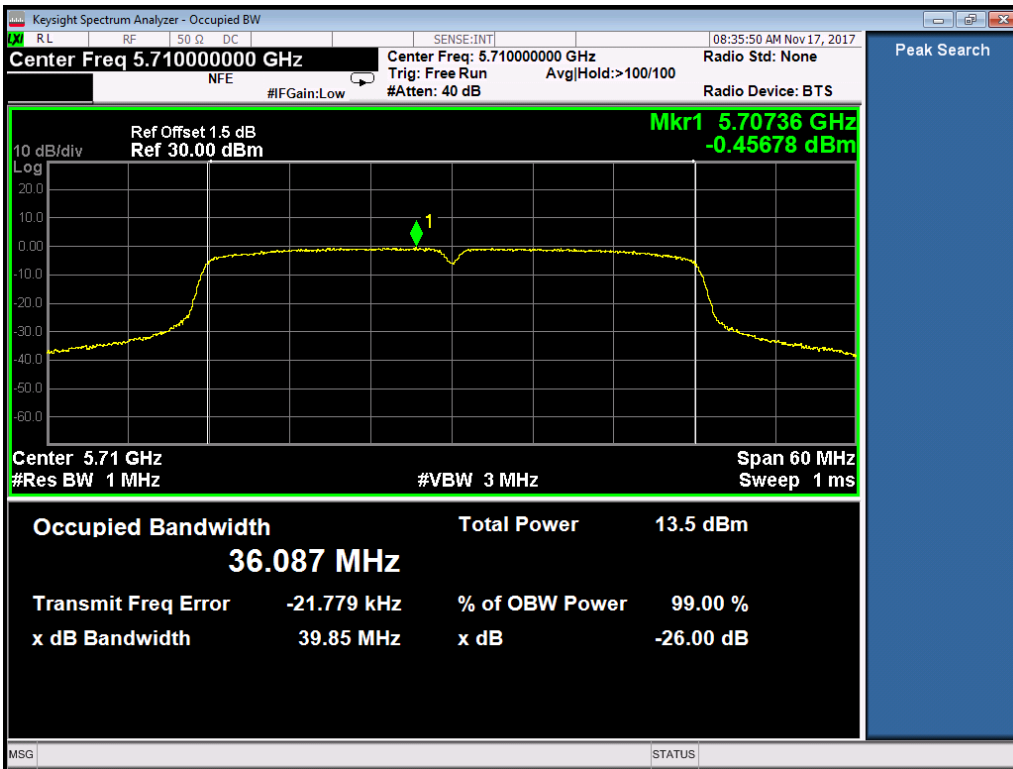 Keysight Spectrum Analyzer - Occupied BW
LXI RL RF 50 Ω DC SENSE:INT 08:35:50 AM Nov 17, 2017
Center Freq 5.710000000 GHz
NFE
#IFGain:Low
Center Freq: 5.710000000 GHz
Trig: Free Run Avg|Hold:>100/100
#Atten: 40 dB
Radio Std: None
Radio Device: BTS
Peak Search
Ref Offset 1.5 dB
10 dB/div Ref 30.00 dBm
Log
Mkr1 5.70736 GHz
-0.45678 dBm
20.0
10.0
0.00
-10.0
-20.0
-30.0
-40.0
-50.0
-60.0
1
Center 5.71 GHz Span 60 MHz
#Res BW 1 MHz #VBW 3 MHz Sweep 1 ms
Occupied Bandwidth Total Power 13.5 dBm
36.087 MHz
Transmit Freq Error -21.779 kHz % of OBW Power 99.00 %
x dB Bandwidth 39.85 MHz x dB -26.00 dB
MSG STATUS